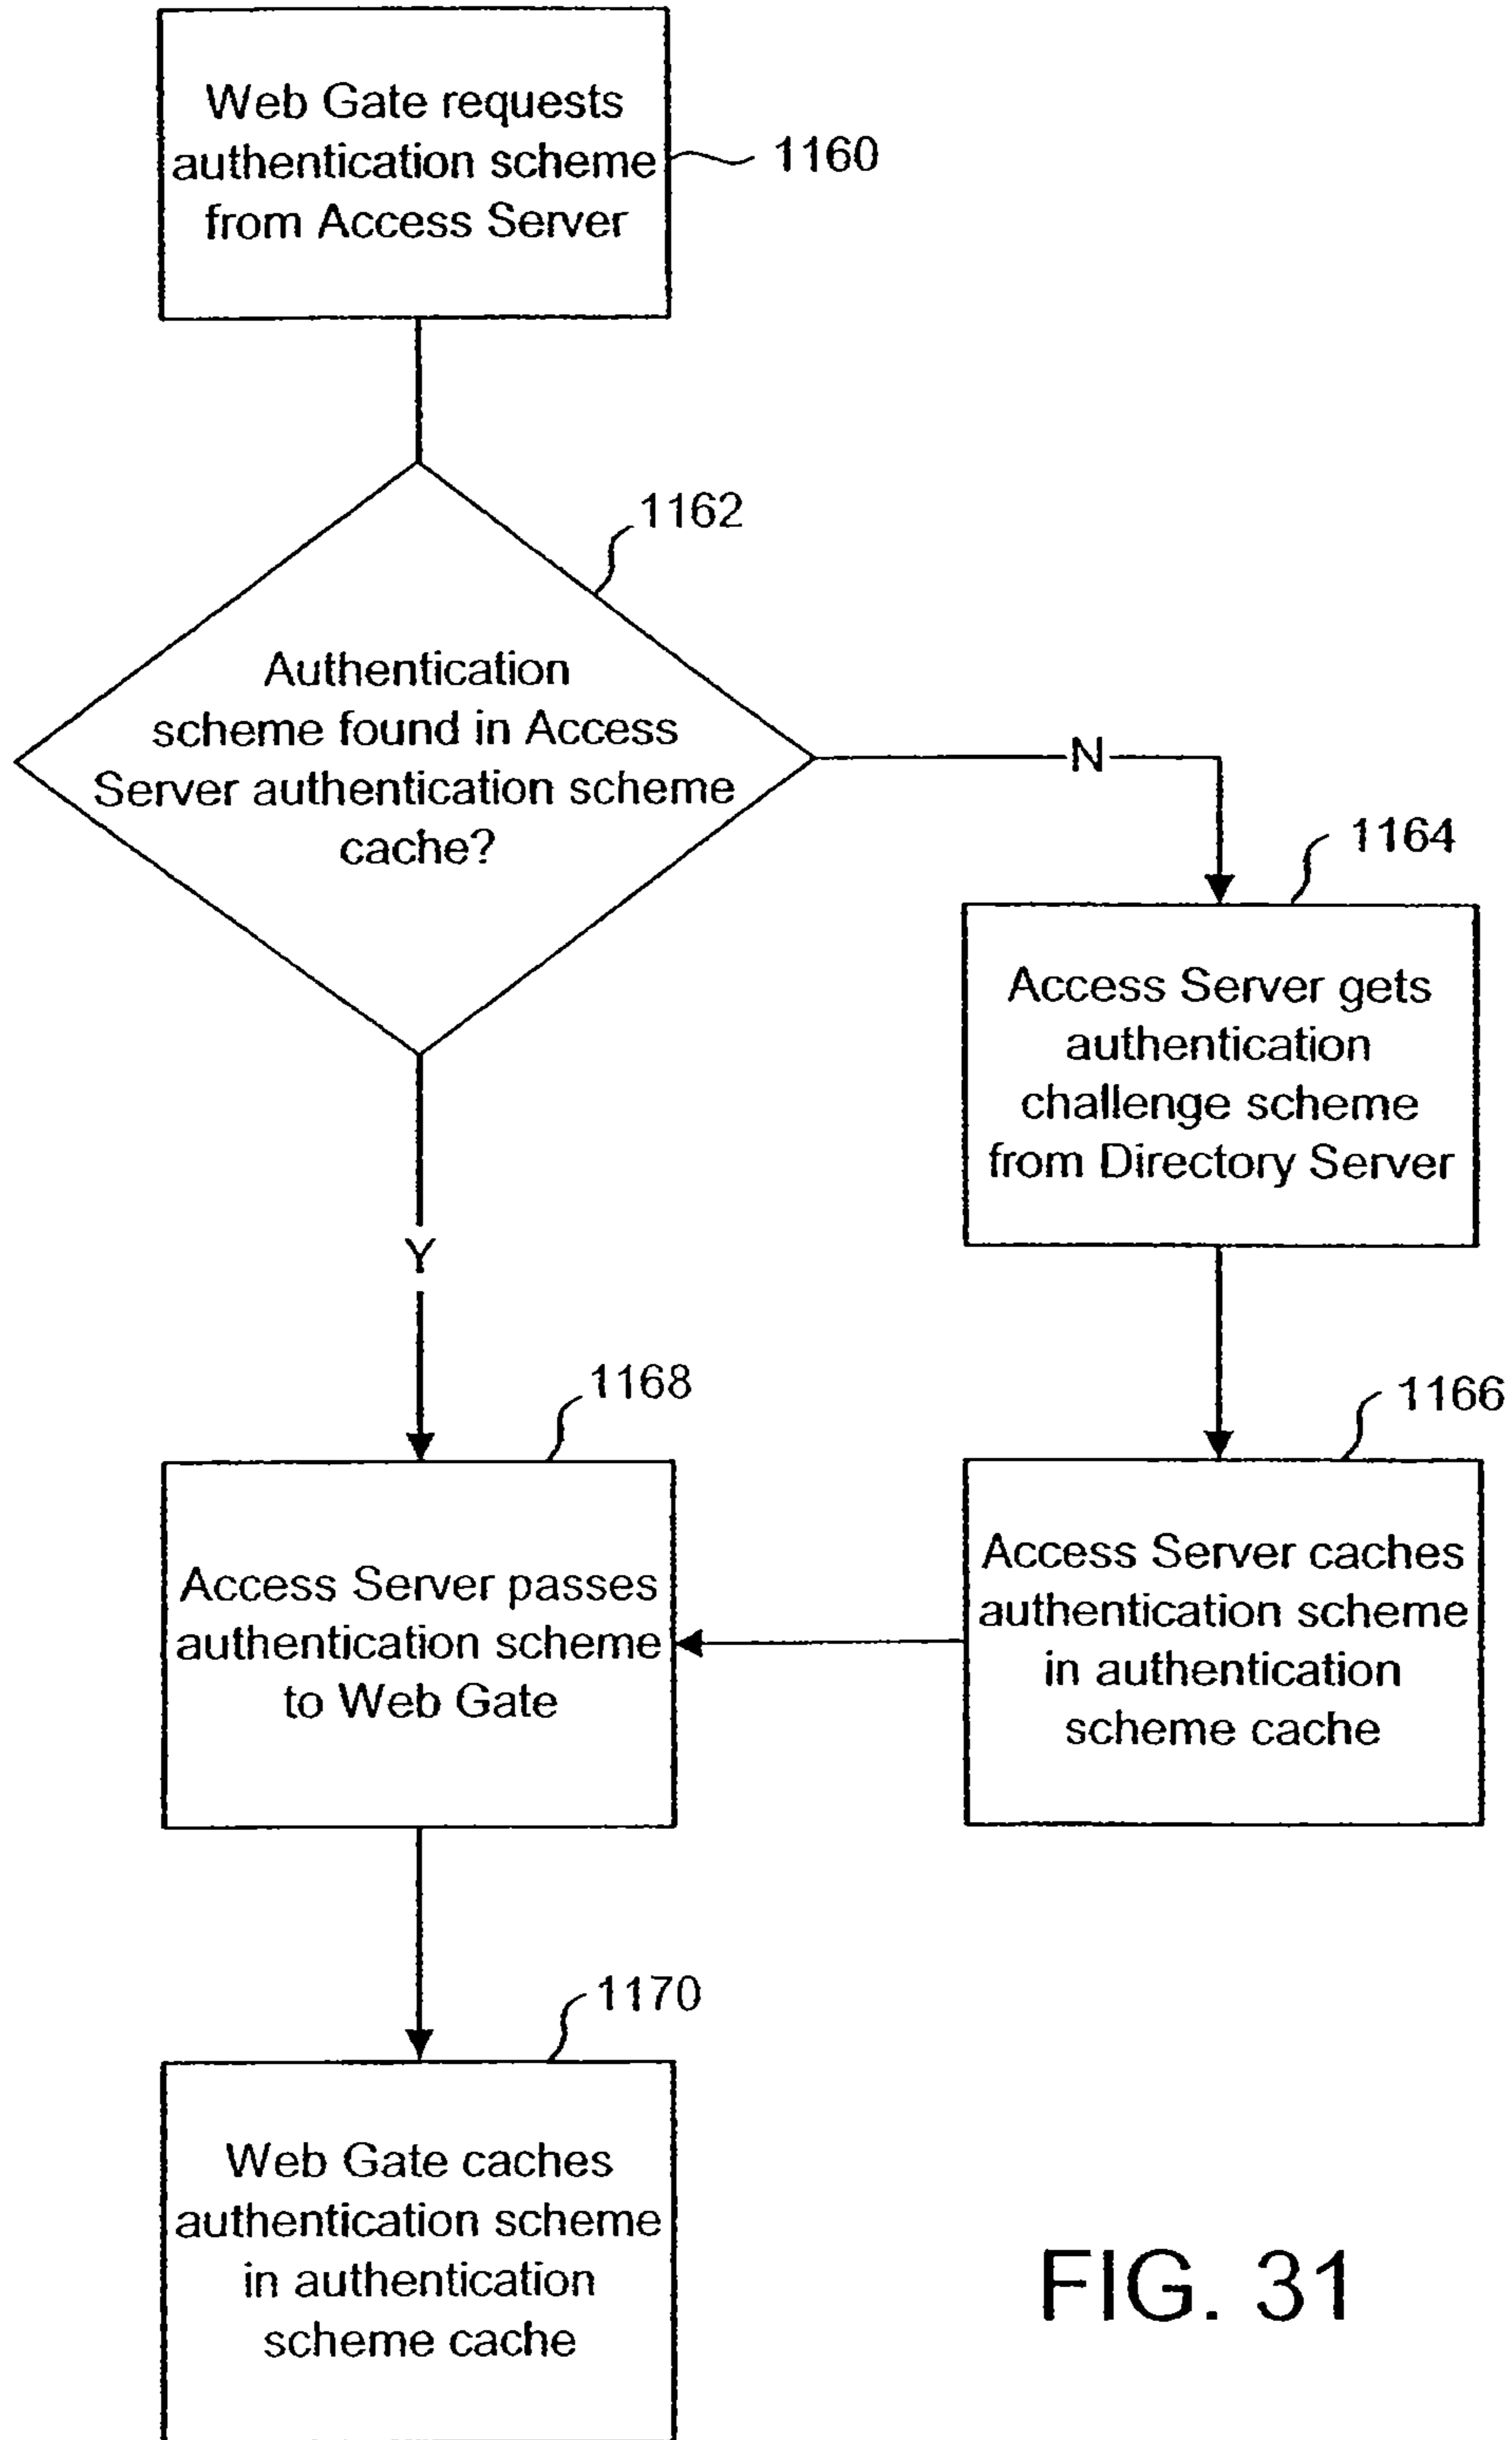 Web Gate requests
authentication scheme
from Access Server
1160
1162
Authentication
scheme found in Access
Server authentication scheme
cache?
N
1164
Access Server gets
authentication
challenge scheme
from Directory Server
Y
1168
1166
Access Server passes
authentication scheme
to Web Gate
Access Server caches
authentication scheme
in authentication
scheme cache
1170
Web Gate caches
authentication scheme
in authentication
scheme cache
FIG. 31